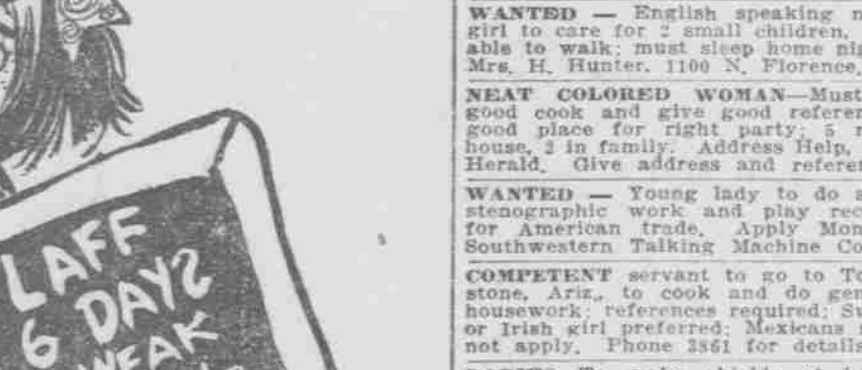 LAFF
6 DAYS
WEAK
WANTED — English speaking
girl to care for 2 small children,
able to walk; must sleep home
Mrs. H. Hunter. 1100 N. Florence.
NEAT COLORED WOMAN—Must
good cook and give good
good place for right party; 5
house, 2 in family. Address Help,
Herald. Give address and
WANTED — Young lady to do
stenographic work and play
for American trade. Apply
Southwestern Talking Machine Co
COMPETENT servant to go to
stone, Ariz., to cook and do
housework; references required;
or Irish girl preferred; Mexicans
not apply. Phone 3861 for details